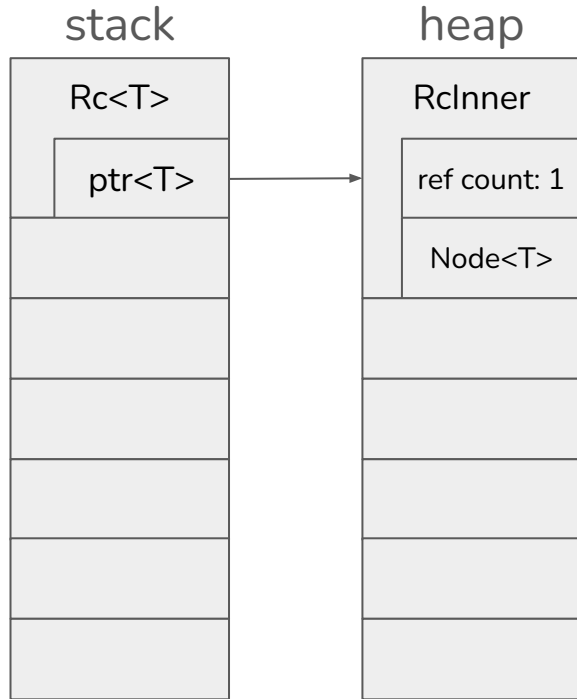 stack
heap
Rc<T>
ptr<T>
RcInner
ref count: 1
Node<T>